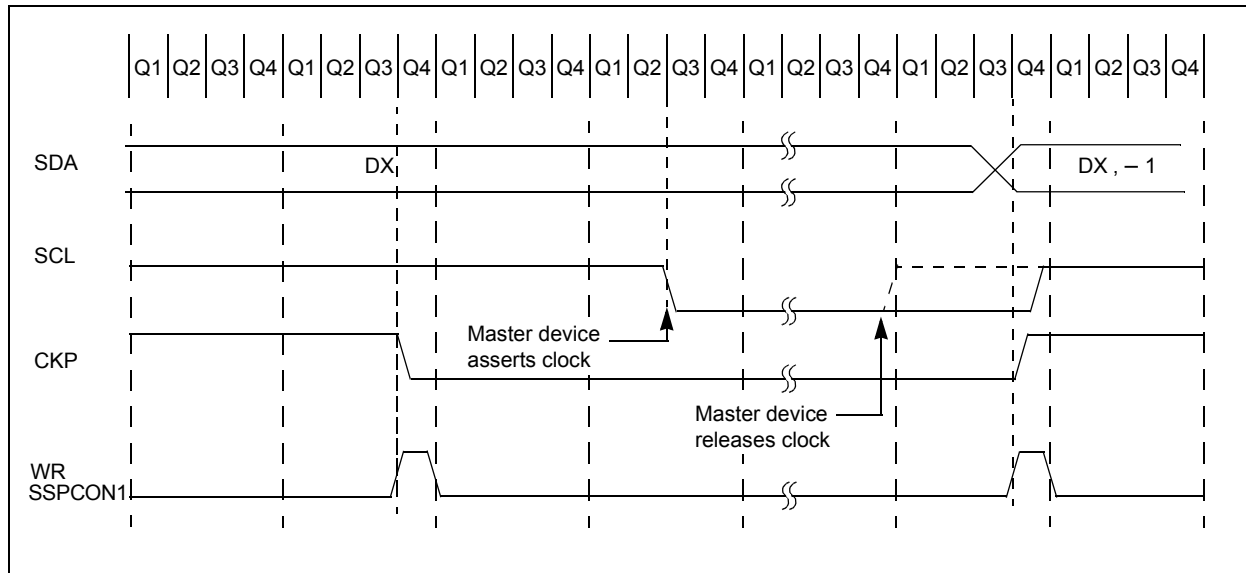 Q1 Q2 Q3 Q4 Q1 Q2 Q3 Q4 Q1 Q2 Q3 Q4 Q1 Q2 Q3 Q4 Q1 Q2 Q3 Q4 Q1 Q2 Q3 Q4 Q1 Q2 Q3 Q4
SDA
DX
DX , – 1
SCL
Master device
asserts clock
CKP
Master device
releases clock
WR
SSPCON1